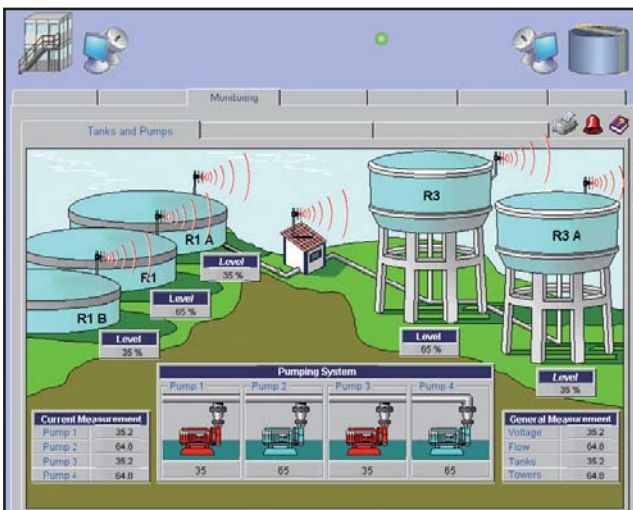 Monitoring
Tanks and Pumps
R3
R3 A
R1 A
R1
R1 B
Level
35 %
Level
65 %
Level
35 %
Level
65 %
Level
35 %
Pumping System
Pump 1 Pump 2 Pump 3 Pump 4
35 65 35 65
Current Measurement
Pump 1 35.2
Pump 2 64.8
Pump 3 35.2
Pump 4 64.8
General Measurement
Voltage 35.2
Flow 64.8
Tanks 35.2
Towers 64.8